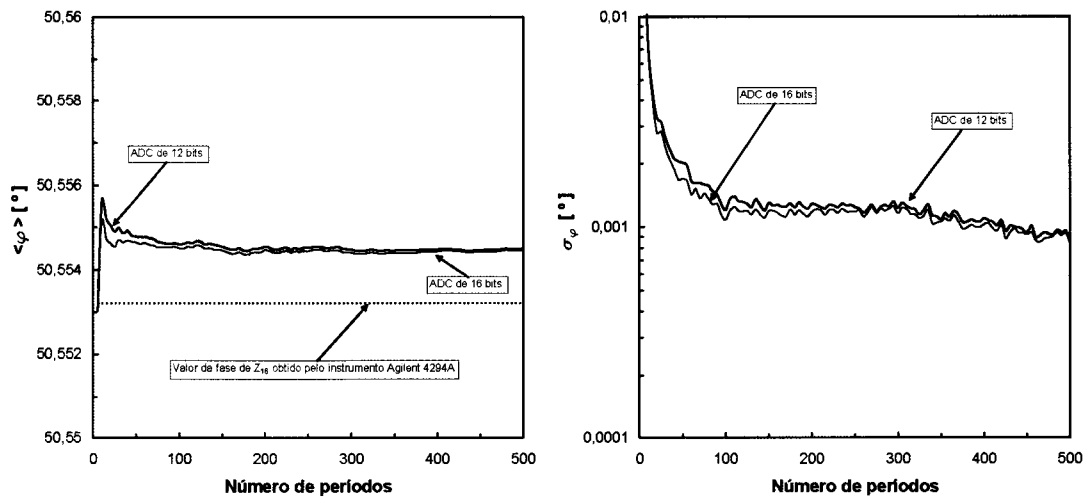 50,56
50,558
50,556
50,554
50,552
50,55
<φ> [ º ]
ADC de 12 bits
ADC de 16 bits
Valor da fase de Z16 obtido pelo instrumento Agilent 4294A
0 100 200 300 400 500
Número de períodos
0,01
0,001
0,0001
σφ [ º ]
ADC de 16 bits
ADC de 12 bits
0 100 200 300 400 500
Número de períodos